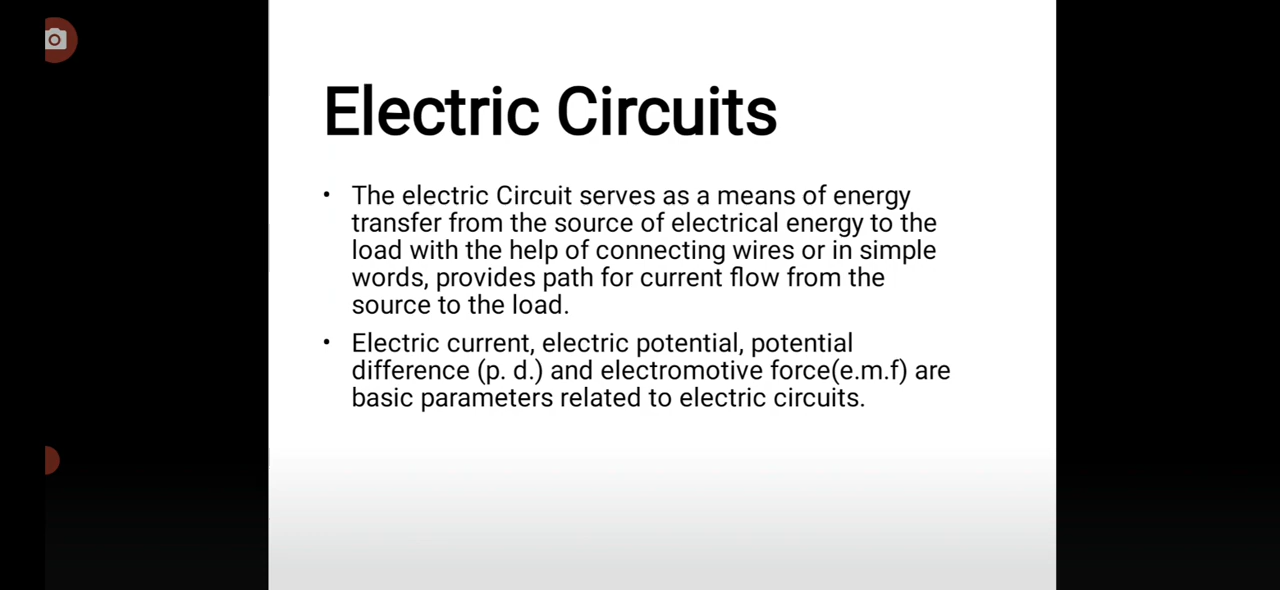 Electric Circuits
• The electric Circuit serves as a means of energy
transfer from the source of electrical energy to the
load with the help of connecting wires or in simple
words, provides path for current flow from the
source to the load.
• Electric current, electric potential, potential
difference (p. d.) and electromotive force(e.m.f) are
basic parameters related to electric circuits.